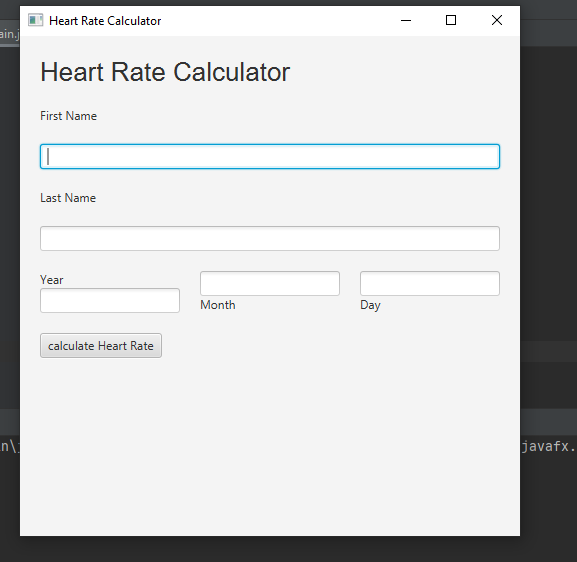 Heart Rate Calculator
ain.j
Heart Rate Calculator
First Name
Last Name
Year
Month
Day
calculate Heart Rate
n\
javafx.